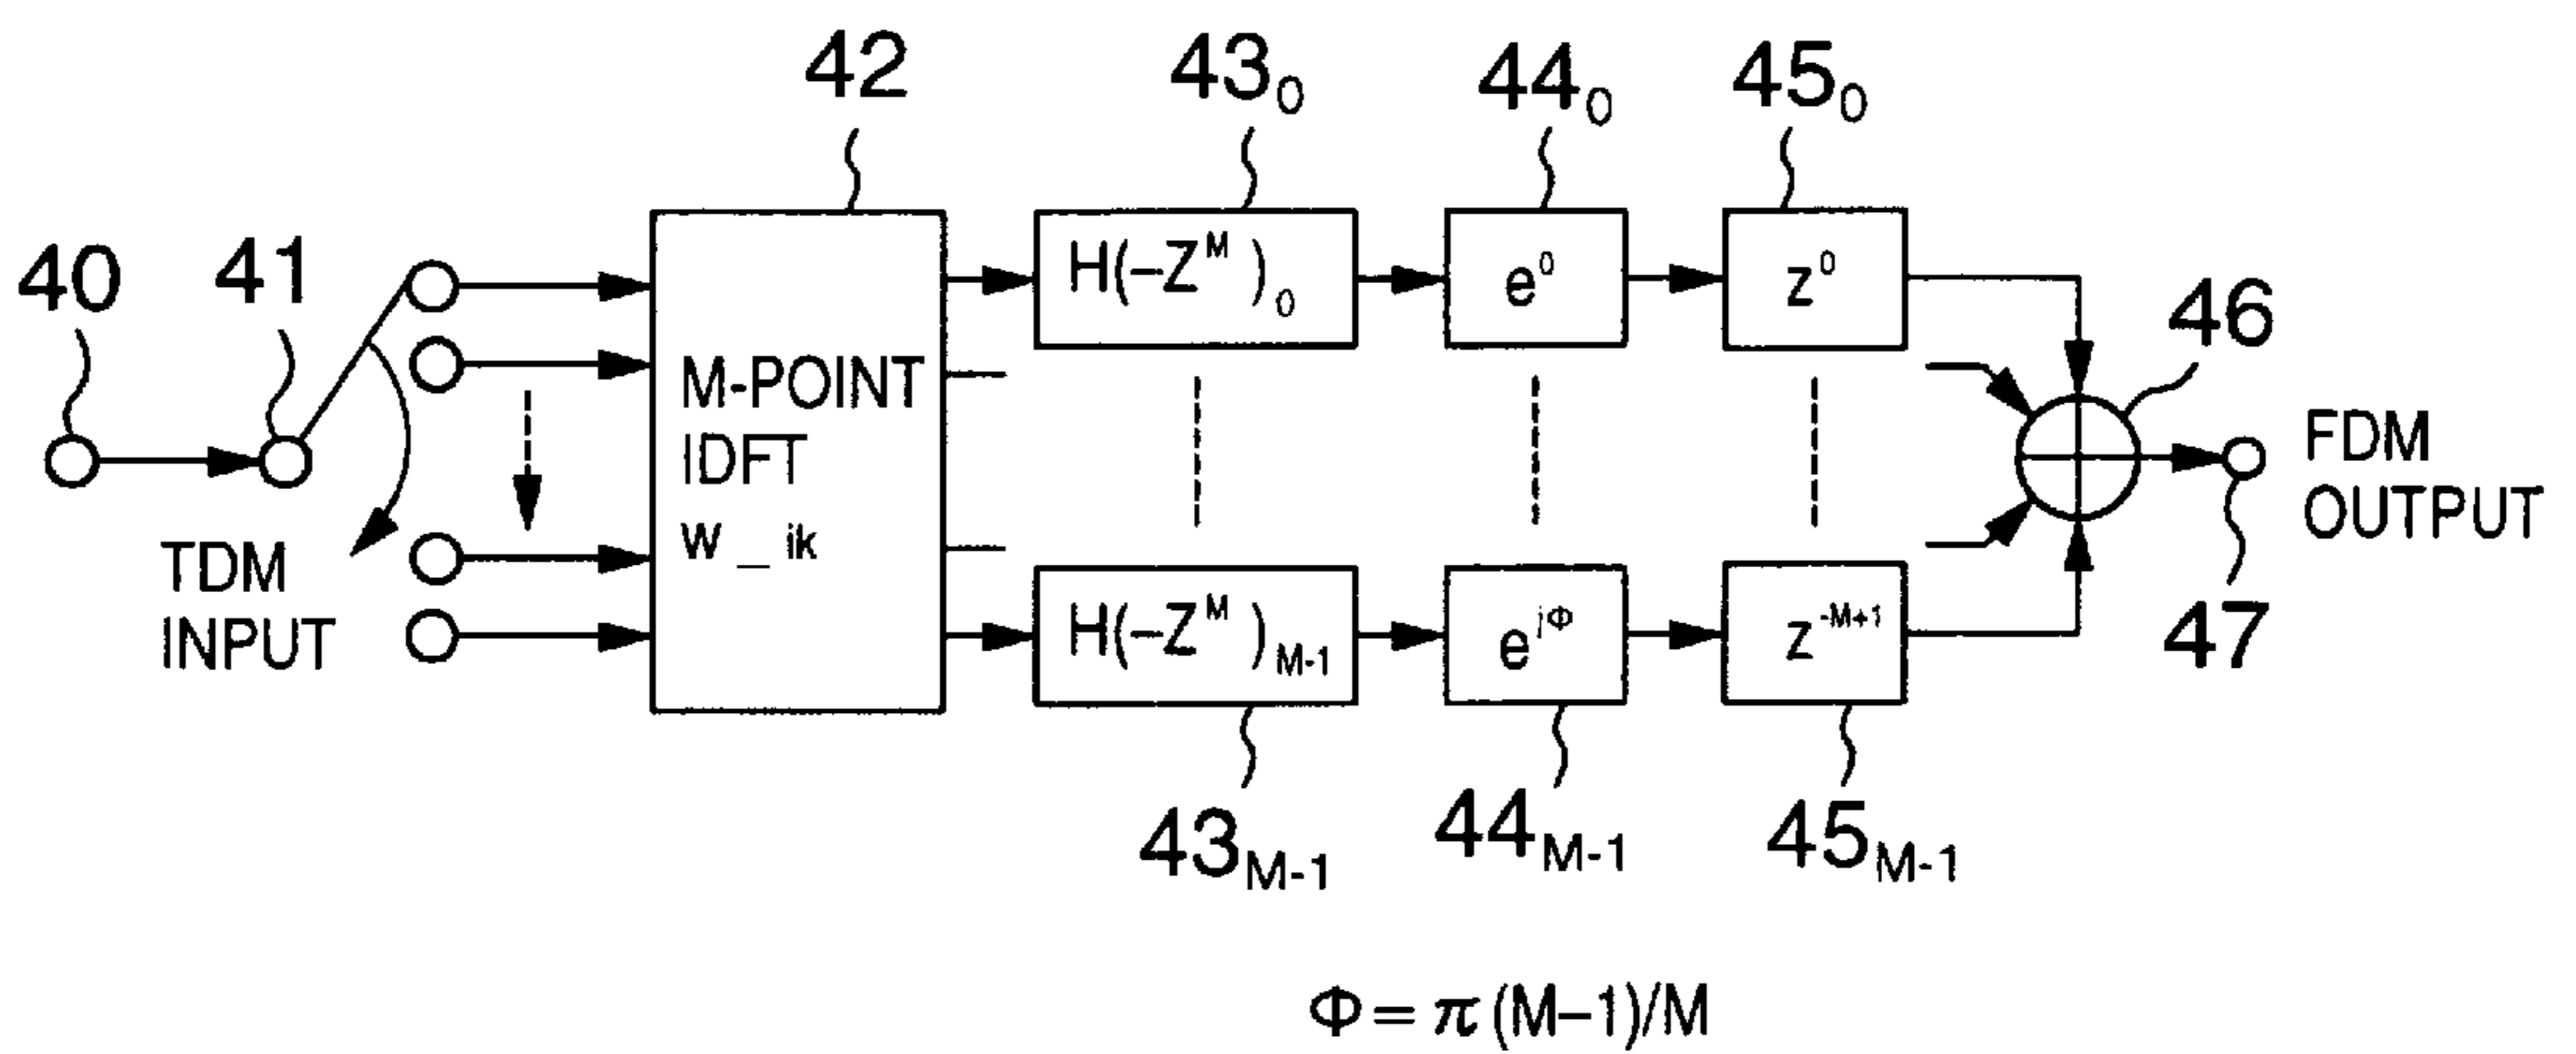 42
43₀
44₀
45₀
40
41
H(−Z^M)₀
e⁰
z⁰
46
M-POINT
IDFT
W _ ik
TDM
INPUT
FDM
OUTPUT
H(−Z^M)_M-1
e^jΦ
z^-M+1
47
43_M-1
44_M-1
45_M-1
Φ = π (M−1)/M